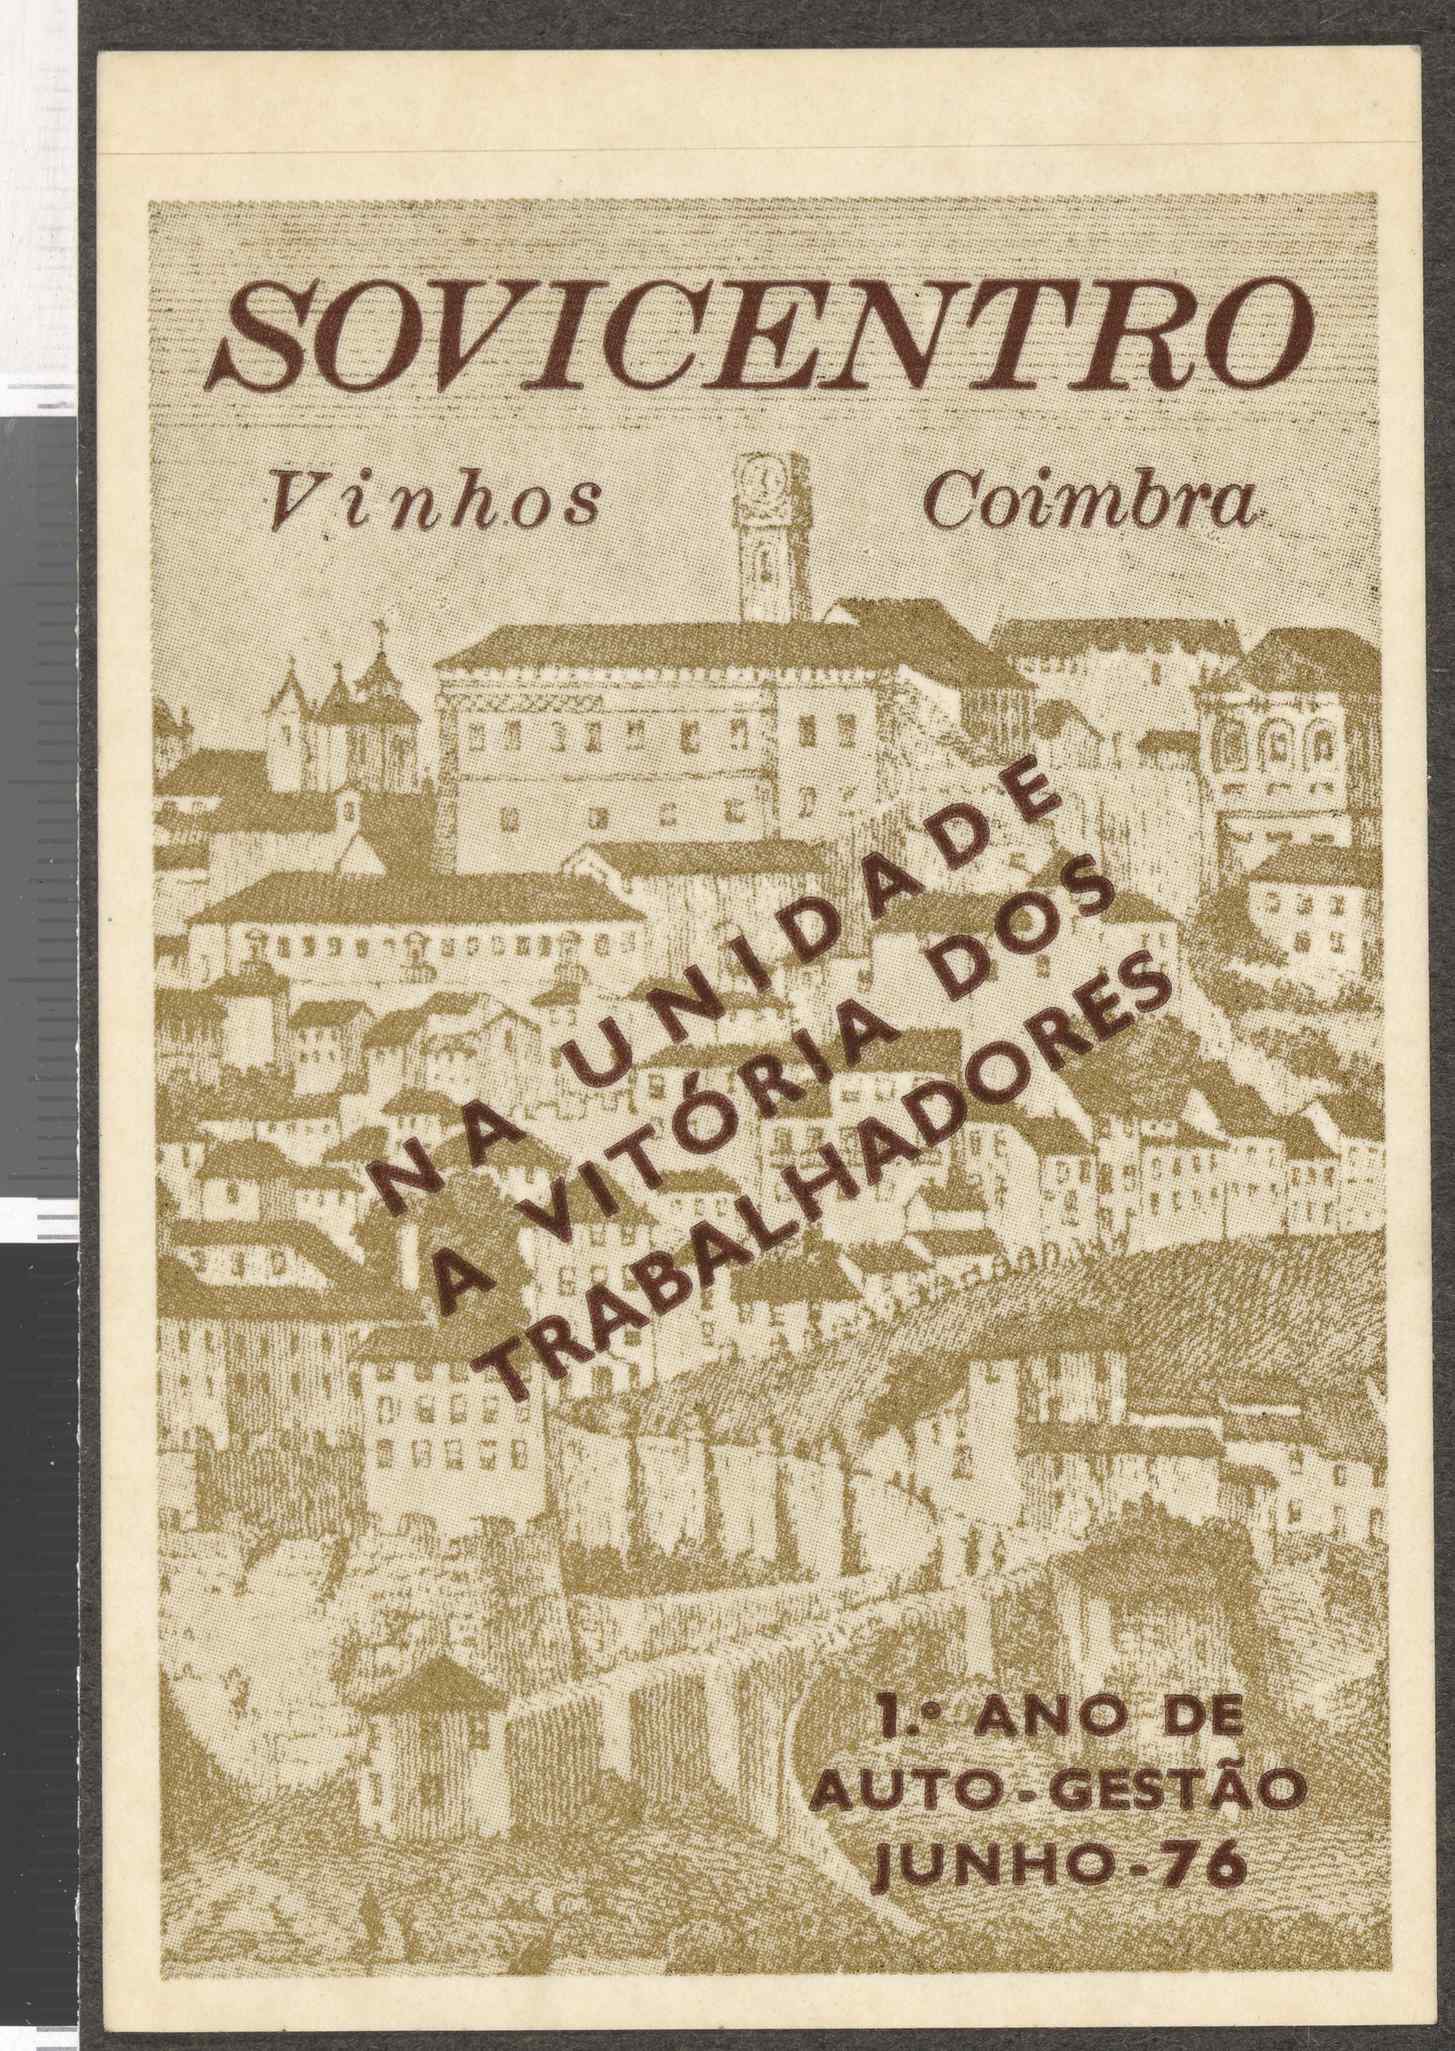 SOVICENTRO
Vinhos Coimbra
NA UNIDADE
A VITÓRIA DOS
TRABALHADORES
1.º ANO DE
AUTO-GESTÃO
JUNHO-76